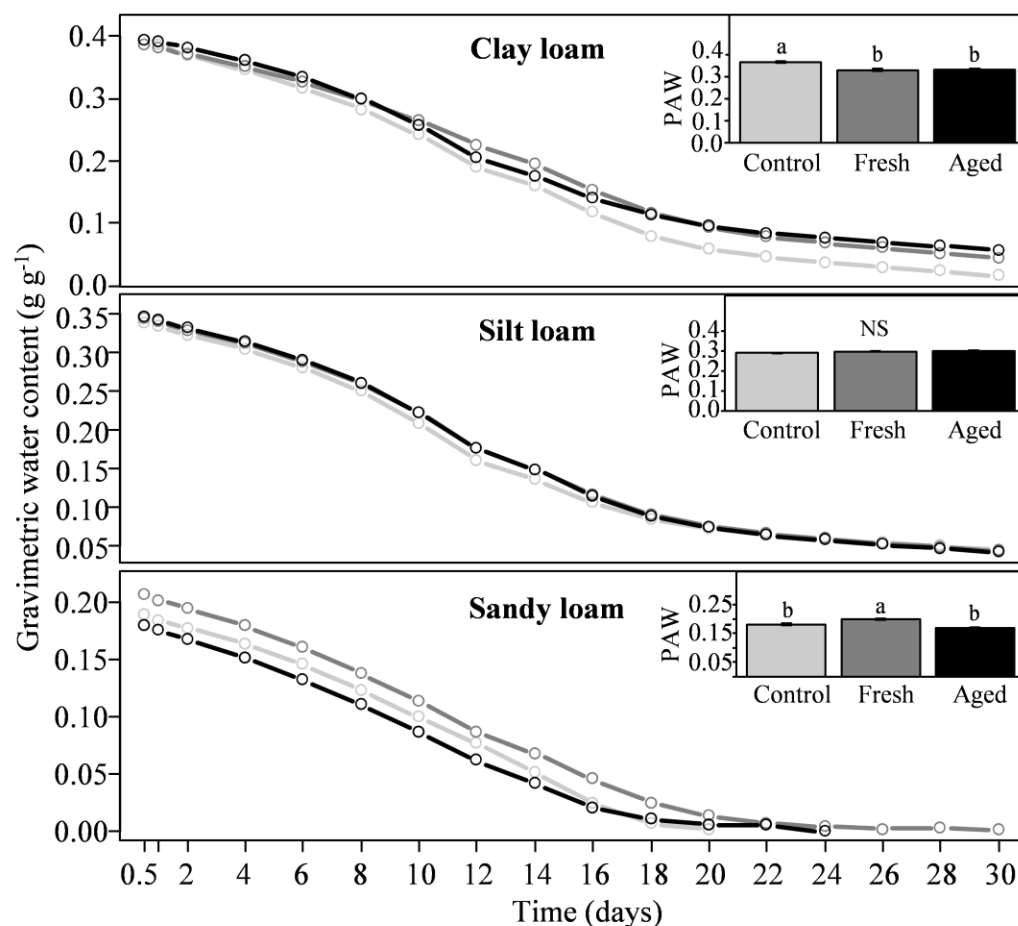 Gravimetric water content (g g⁻¹)
Clay loam
0.4
0.3
0.2
0.1
0.0
PAW
0.4
0.3
0.2
0.1
0.0
a
b
b
Control Fresh Aged
Silt loam
0.35
0.30
0.25
0.20
0.15
0.10
0.05
PAW
0.4
0.3
0.2
0.1
0.0
NS
Control Fresh Aged
Sandy loam
0.20
0.15
0.10
0.05
0.00
PAW
0.25
0.15
0.05
b
a
b
Control Fresh Aged
0.5 2 4 6 8 10 12 14 16 18 20 22 24 26 28 30
Time (days)